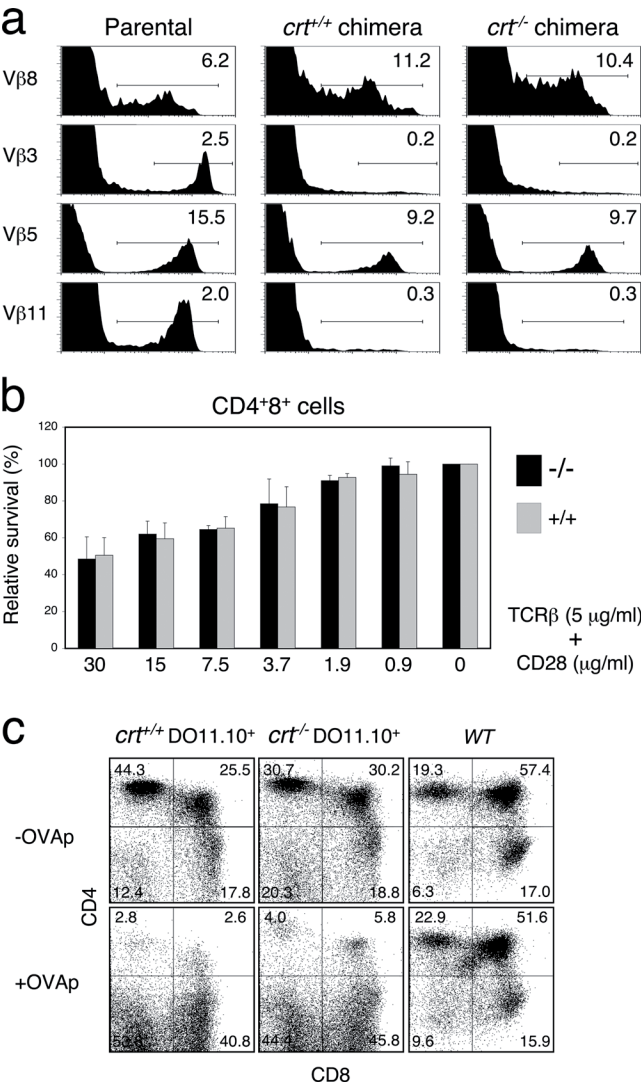 a
Parental crt+/+ chimera crt-/- chimera
Vβ8 6.2 11.2 10.4
Vβ3 2.5 0.2 0.2
Vβ5 15.5 9.2 9.7
Vβ11 2.0 0.3 0.3
b
CD4+8+ cells
Relative survival (%)
120
100
80
60
40
20
0
30 15 7.5 3.7 1.9 0.9 0
-/-
+/+
TCRβ (5 μg/ml)
+
CD28 (μg/ml)
c
crt+/+ DO11.10+ crt-/- DO11.10+ WT
-OVAp
44.3 25.5 30.7 30.2 19.3 57.4
12.4 17.8 20.3 18.8 6.3 17.0
CD4
+OVAp
2.8 2.6 4.0 5.8 22.9 51.6
40.8 45.8 9.6 15.9
CD8